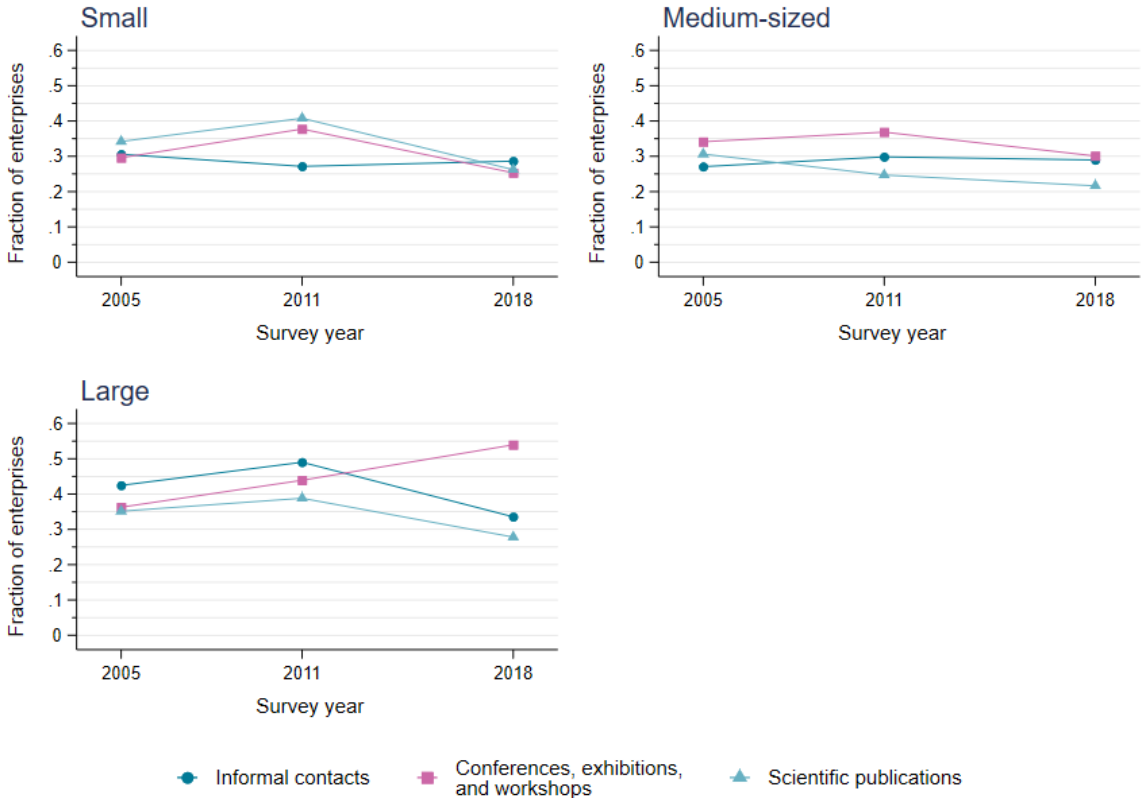 Small
Fraction of enterprises
.6
.5
.4
.3
.2
.1
0
2005 2011 2018
Survey year
Medium-sized
Fraction of enterprises
.6
.5
.4
.3
.2
.1
0
2005 2011 2018
Survey year
Large
Fraction of enterprises
.6
.5
.4
.3
.2
.1
0
2005 2011 2018
Survey year
Informal contacts
Conferences, exhibitions,
and workshops
Scientific publications